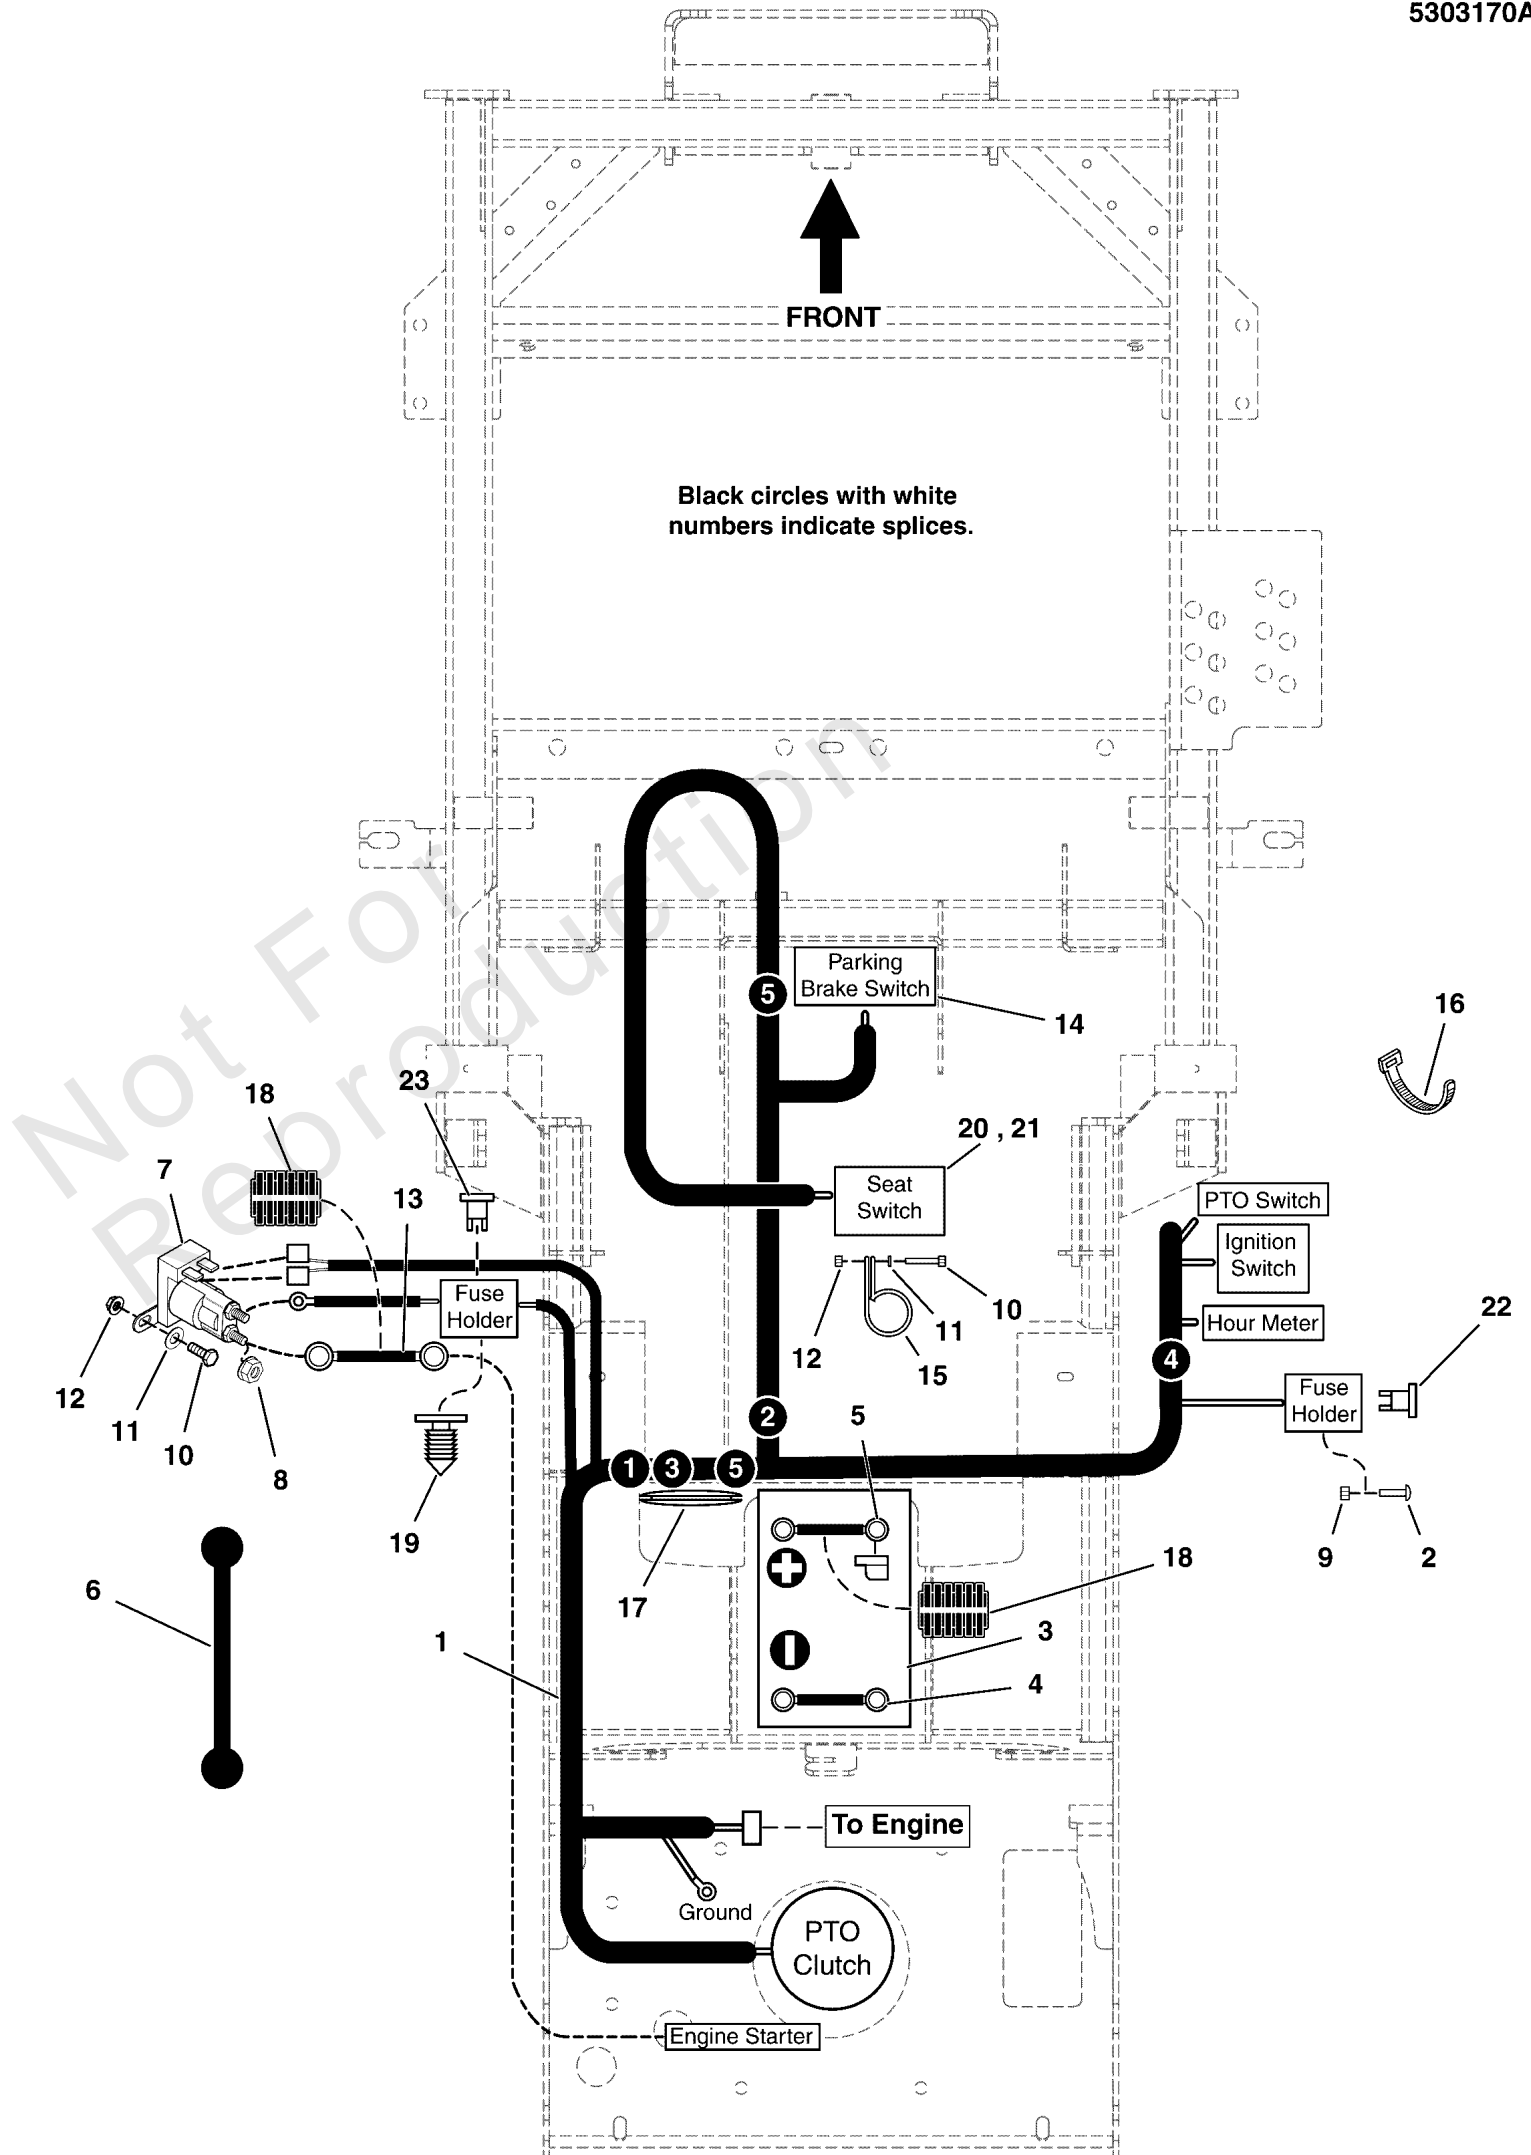 5303170A
FRONT
Black circles with white
numbers indicate splices.
Not For
Reproduction
5
Parking
Brake Switch
14
16
23
18
20 , 21
7
13
Seat
Switch
PTO Switch
Ignition
Switch
Fuse
Holder
12
11
10
15
Hour Meter
22
4
12
11
10
8
5
2
Fuse
Holder
1
3
5
19
17
18
9
2
6
1
3
4
To Engine
Ground
PTO
Clutch
Engine Starter